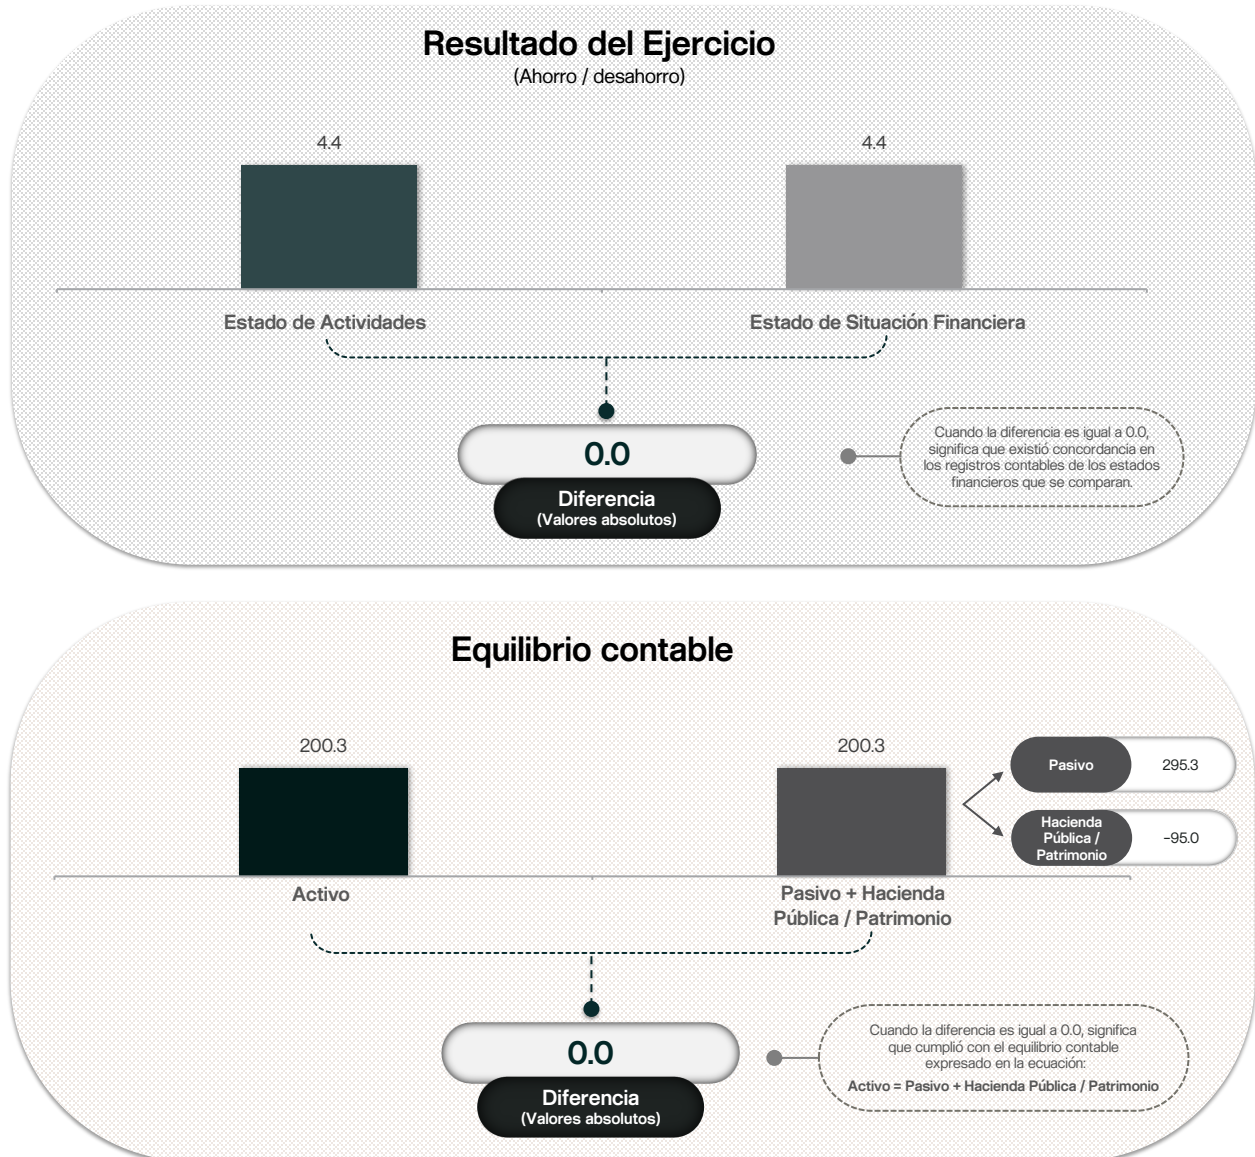 Resultado del Ejercicio
(Ahorro / desahorro)
4.4
4.4
Estado de Actividades
Estado de Situación Financiera
0.0
Diferencia
(Valores absolutos)
Cuando la diferencia es igual a 0.0,
significa que existió concordancia en
los registros contables de los estados
financieros que se comparan.
Equilibrio contable
200.3
200.3
Pasivo
295.3
Hacienda
Pública /
Patrimonio
-95.0
Activo
Pasivo + Hacienda
Pública / Patrimonio
0.0
Diferencia
(Valores absolutos)
Cuando la diferencia es igual a 0.0, significa
que cumplió con el equilibrio contable
expresado en la ecuación:
Activo = Pasivo + Hacienda Pública / Patrimonio